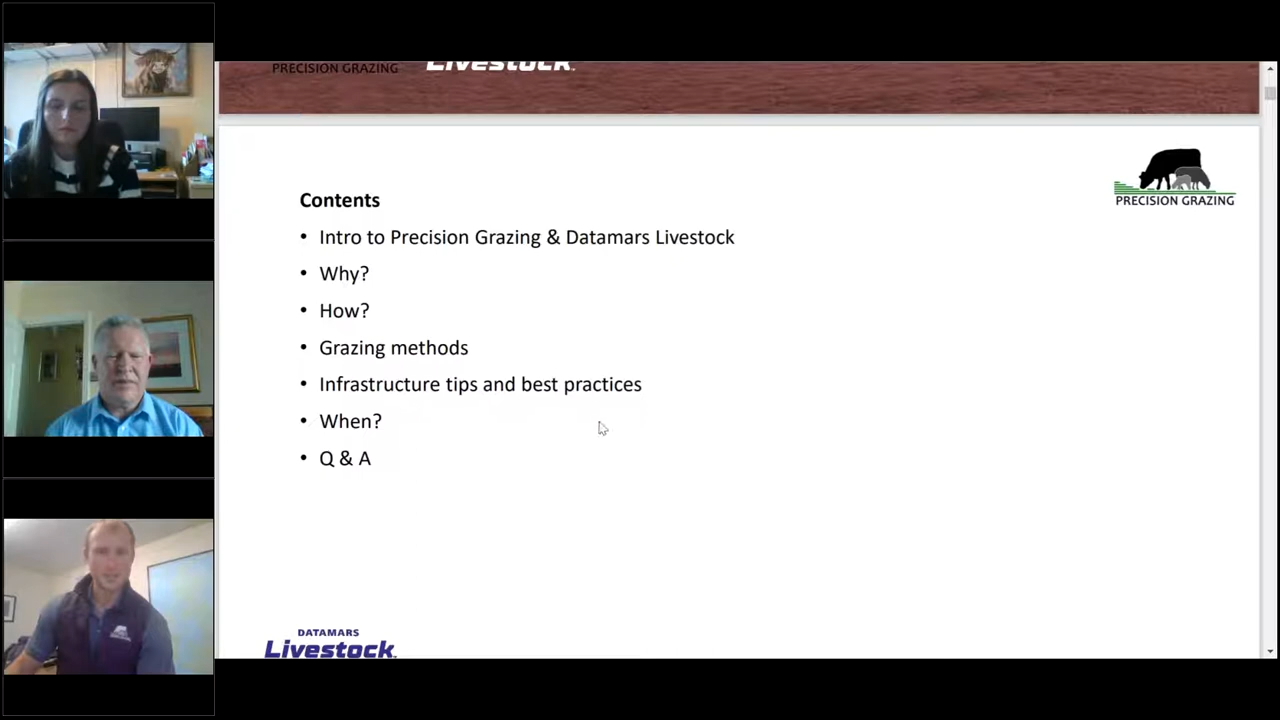 PRECISION GRAZING
Livestock
Contents
PRECISION GRAZING
• Intro to Precision Grazing & Datamars Livestock
• Why?
• How?
• Grazing methods
• Infrastructure tips and best practices
• When?
• Q & A
DATAMARS
Livestock